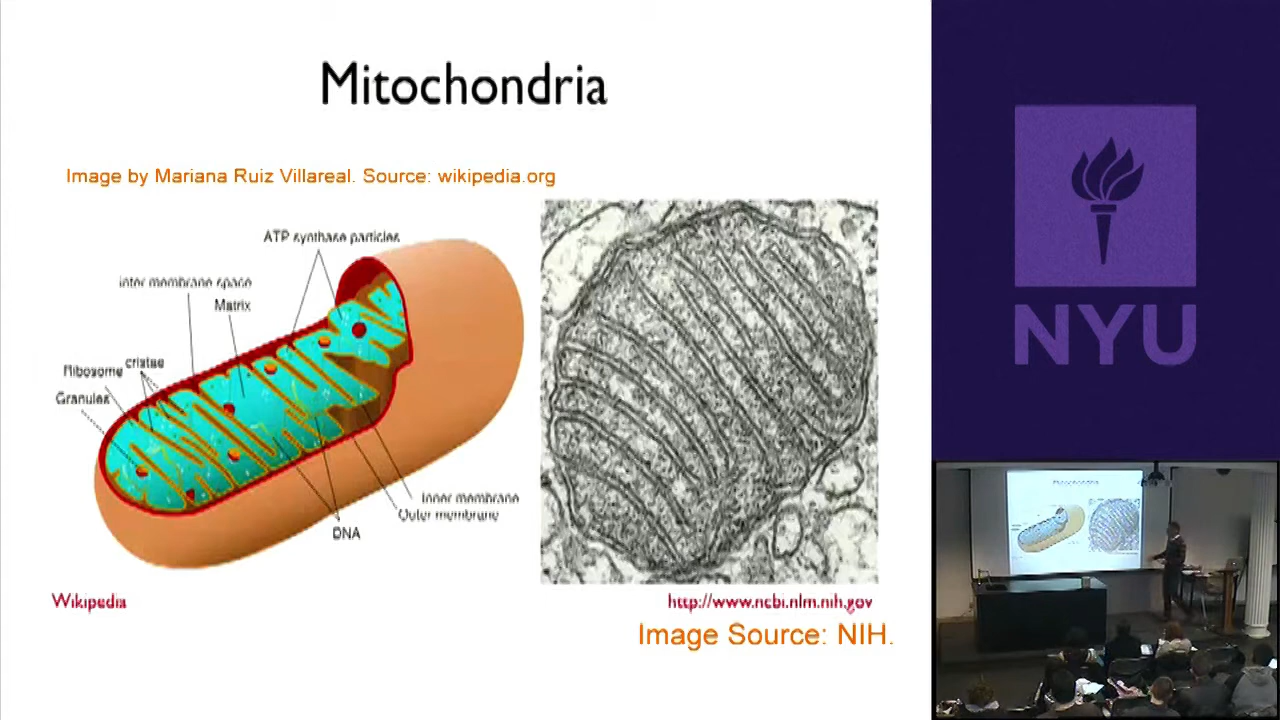 Mitochondria
Image by Mariana Ruiz Villareal. Source: wikipedia.org
ATP synthase particles
Inter membrane space
Matrix
cristae
Ribosome
Granules
Inner membrane
Outer membrane
DNA
Wikipedia
http://www.ncbi.nlm.nih.gov
Image Source: NIH.
NYU
Mitochondria